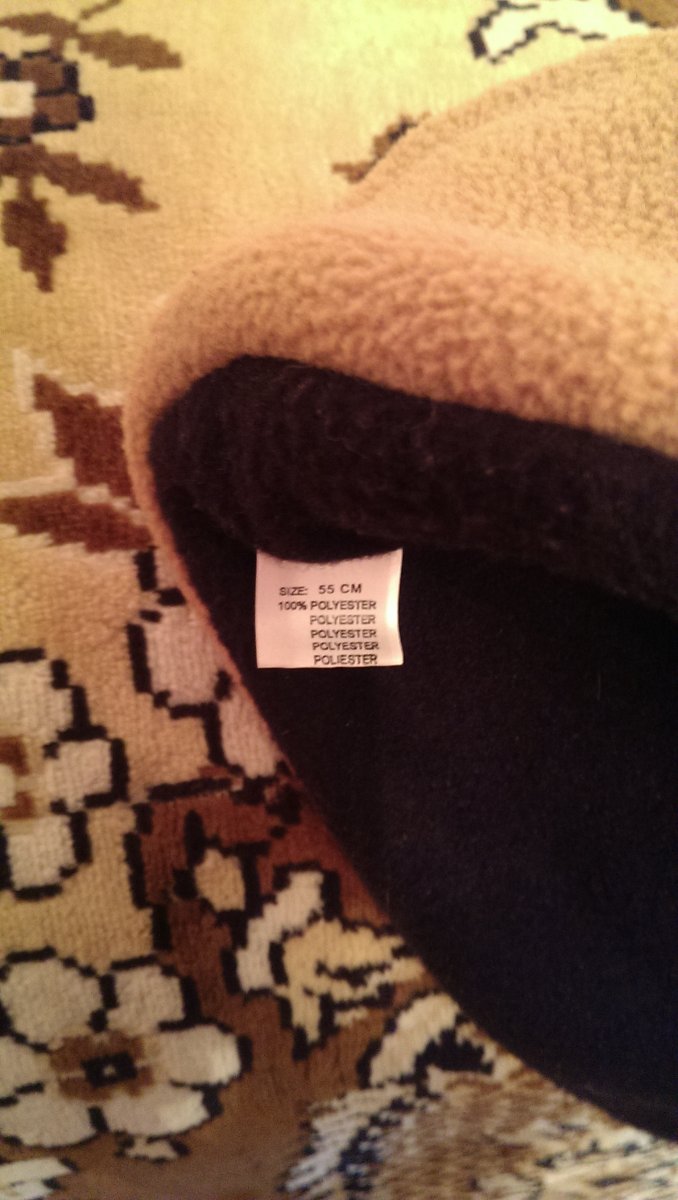 SIZE: 55 CM
100% POLYESTER
POLYESTER
POLYESTER
POLYESTER
POLIESTER